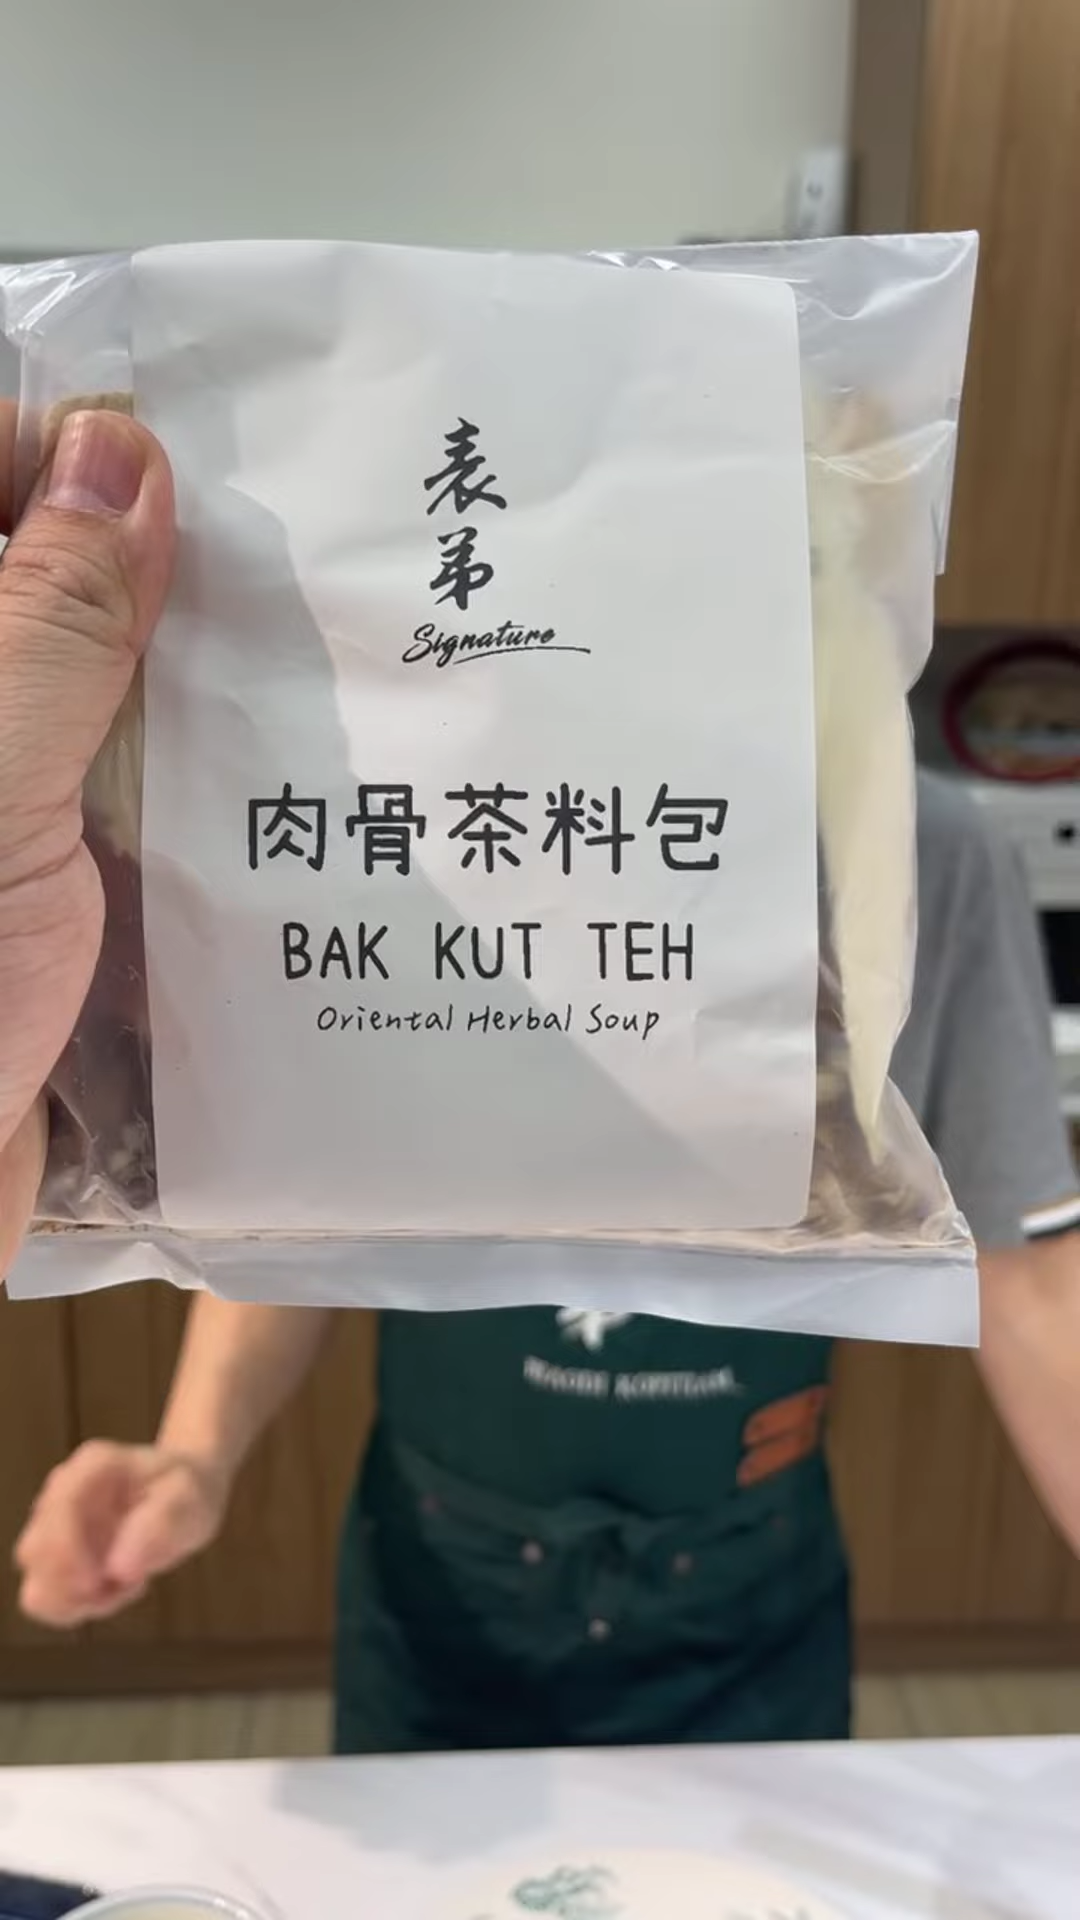 表弟
Signature
肉骨茶料包
BAK KUT TEH
Oriental Herbal Soup